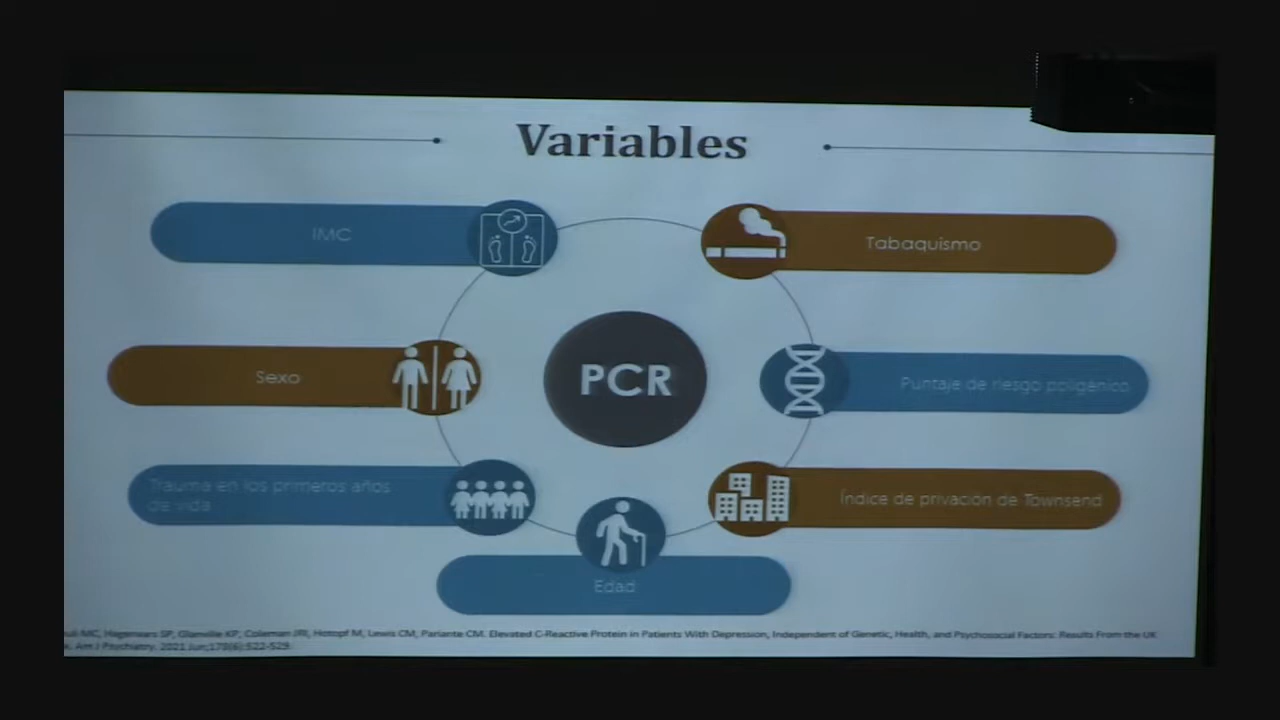 Variables
IMC
Tabaquismo
PCR
Sexo
Puntaje de riesgo poligénico
Trauma en los primeros años
de vida
Índice de privación de Townsend
Edad
MC, Hagenaars SP, Glanville KP, Coleman JRI, Hotopf M, Lewis CM, Pariante CM. Elevated C-Reactive Protein in Patients With Depression, Independent of Genetic, Health, and Psychosocial Factors: Results From the UK
Am J Psychiatry. 2021 Jun;178(6):522-529.